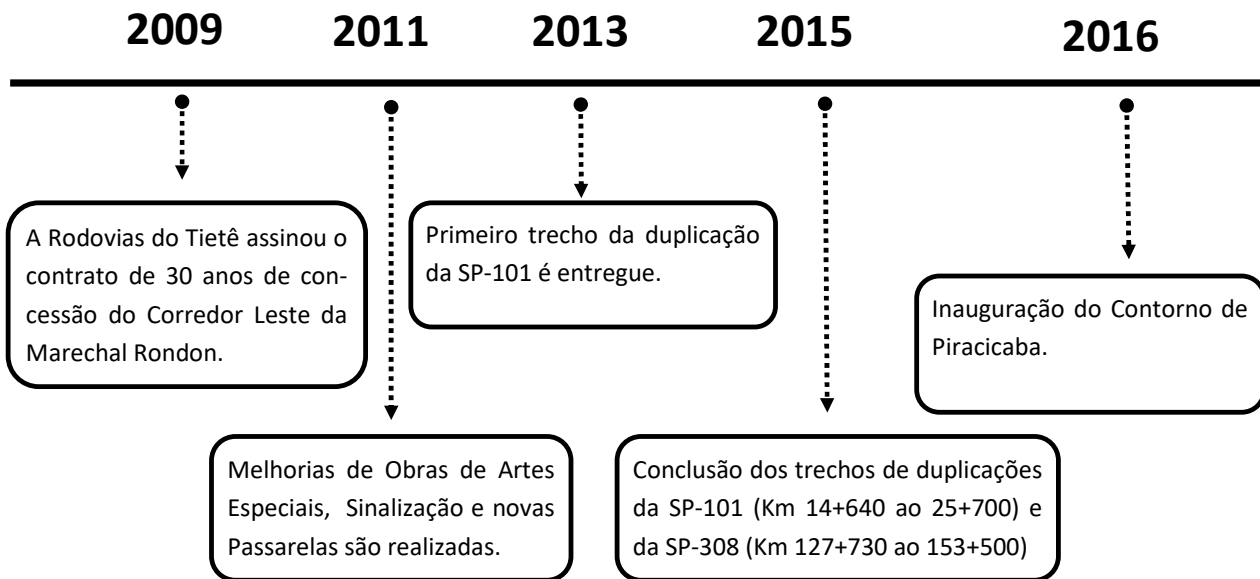 2009
2011
2013
2015
2016
A Rodovias do Tietê assinou o
contrato de 30 anos de con-
cessão do Corredor Leste da
Marechal Rondon.
Primeiro trecho da duplicação
da SP-101 é entregue.
Inauguração do Contorno de
Piracicaba.
Melhorias de Obras de Artes
Especiais, Sinalização e novas
Passarelas são realizadas.
Conclusão dos trechos de duplicações
da SP-101 (Km 14+640 ao 25+700) e
da SP-308 (Km 127+730 ao 153+500)